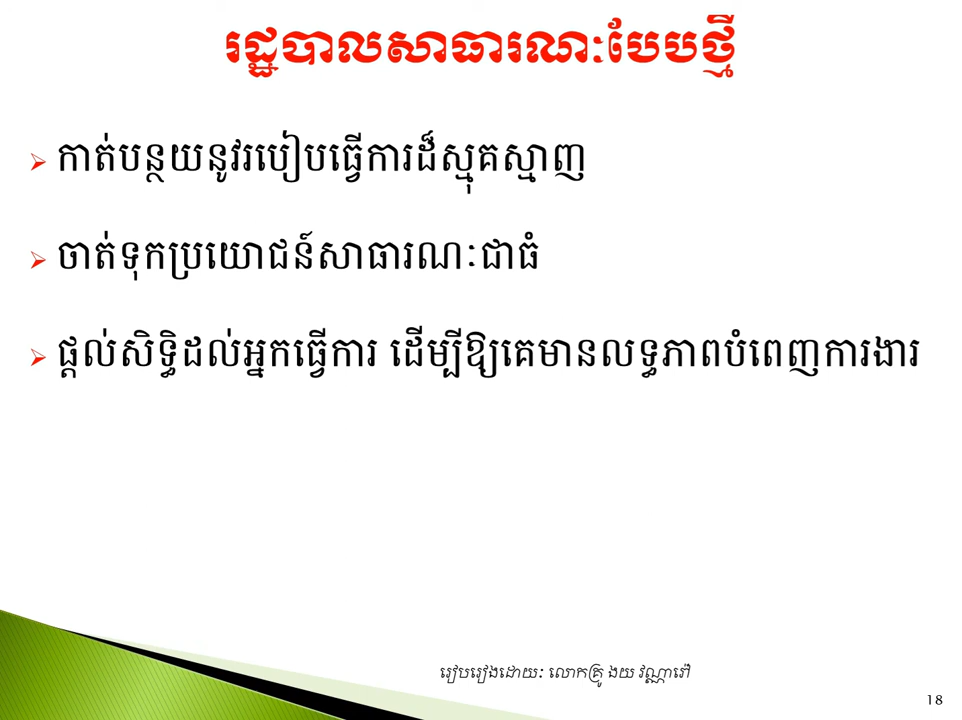 រដ្ឋបាលសាធារណៈបែបថ្មី
កាត់បន្ថយនូវរបៀបធ្វើការដ៏ស្មុគស្មាញ
ចាត់ទុកប្រយោជន៍សាធារណៈជាធំ
ផ្តល់សិទ្ធិដល់អ្នកធ្វើការ ដើម្បីឱ្យគេមានលទ្ធភាពបំពេញការងារ
រៀបរៀងដោយៈ លោកគ្រូ ងយ វណ្ណាវៅី
18